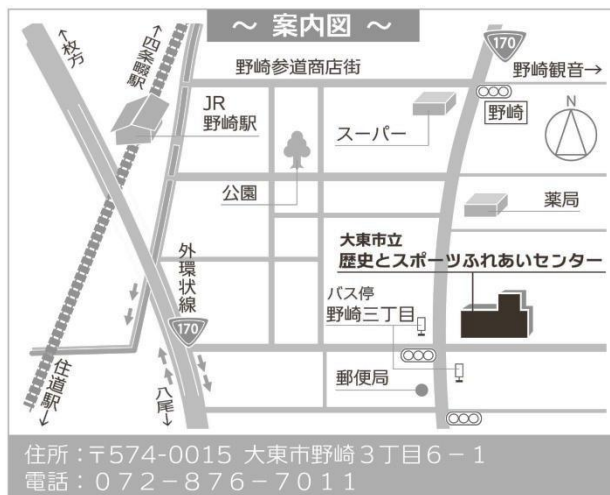 ～ 案内図 ～
↑枚方
↑四条畷駅
170
野崎参道商店街
野崎観音→
野崎
N
JR
野崎駅
スーパー
公園
薬局
大東市立
歴史とスポーツふれあいセンター
外環状線
170
バス停
野崎三丁目
住道駅↓
八尾↓
郵便局
住所：〒574-0015 大東市野崎３丁目６－１
電話：０７２－８７６－７０１１